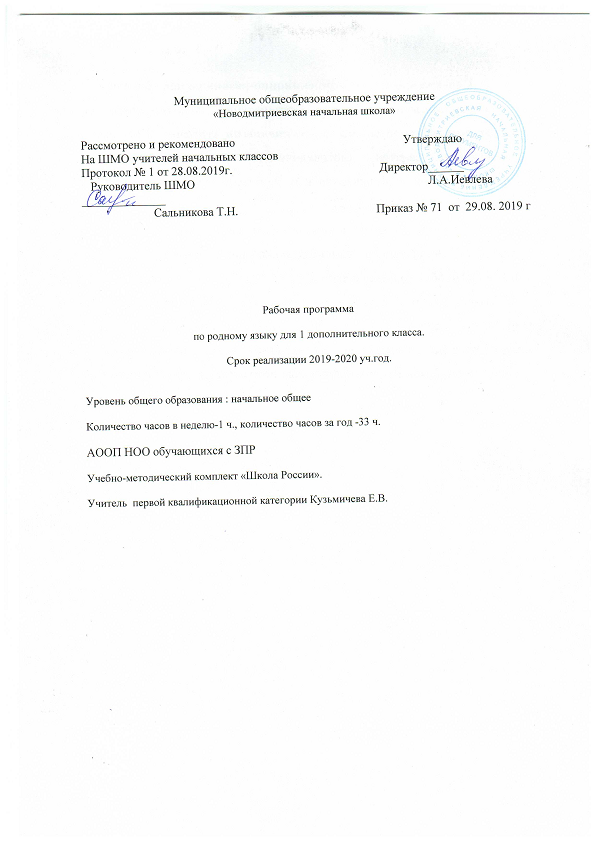 Муниципальное общеобразовательное учреждение
«Новодмитриевская начальная школа»
Рассмотрено и рекомендовано
На ШМО учителей начальных классов
Протокол № 1 от 28.08.2019г.
Руководитель ШМО
Сальникова Т.Н.
Утверждаю
Директор
Л.А.Иевлева
Приказ № 71 от 29.08. 2019 г
Рабочая программа
по родному языку для 1 дополнительного класса.
Срок реализации 2019-2020 уч.год.
Уровень общего образования : начальное общее
Количество часов в неделю-1 ч., количество часов за год -33 ч.
АООП НОО обучающихся с ЗПР
Учебно-методический комплект «Школа России».
Учитель первой квалификационной категории Кузьмичева Е.В.